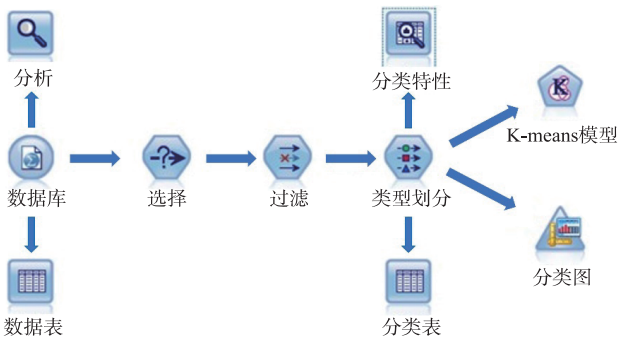 分析
分类特性
K-means模型
数据库
选择
过滤
类型划分
分类图
数据表
分类表